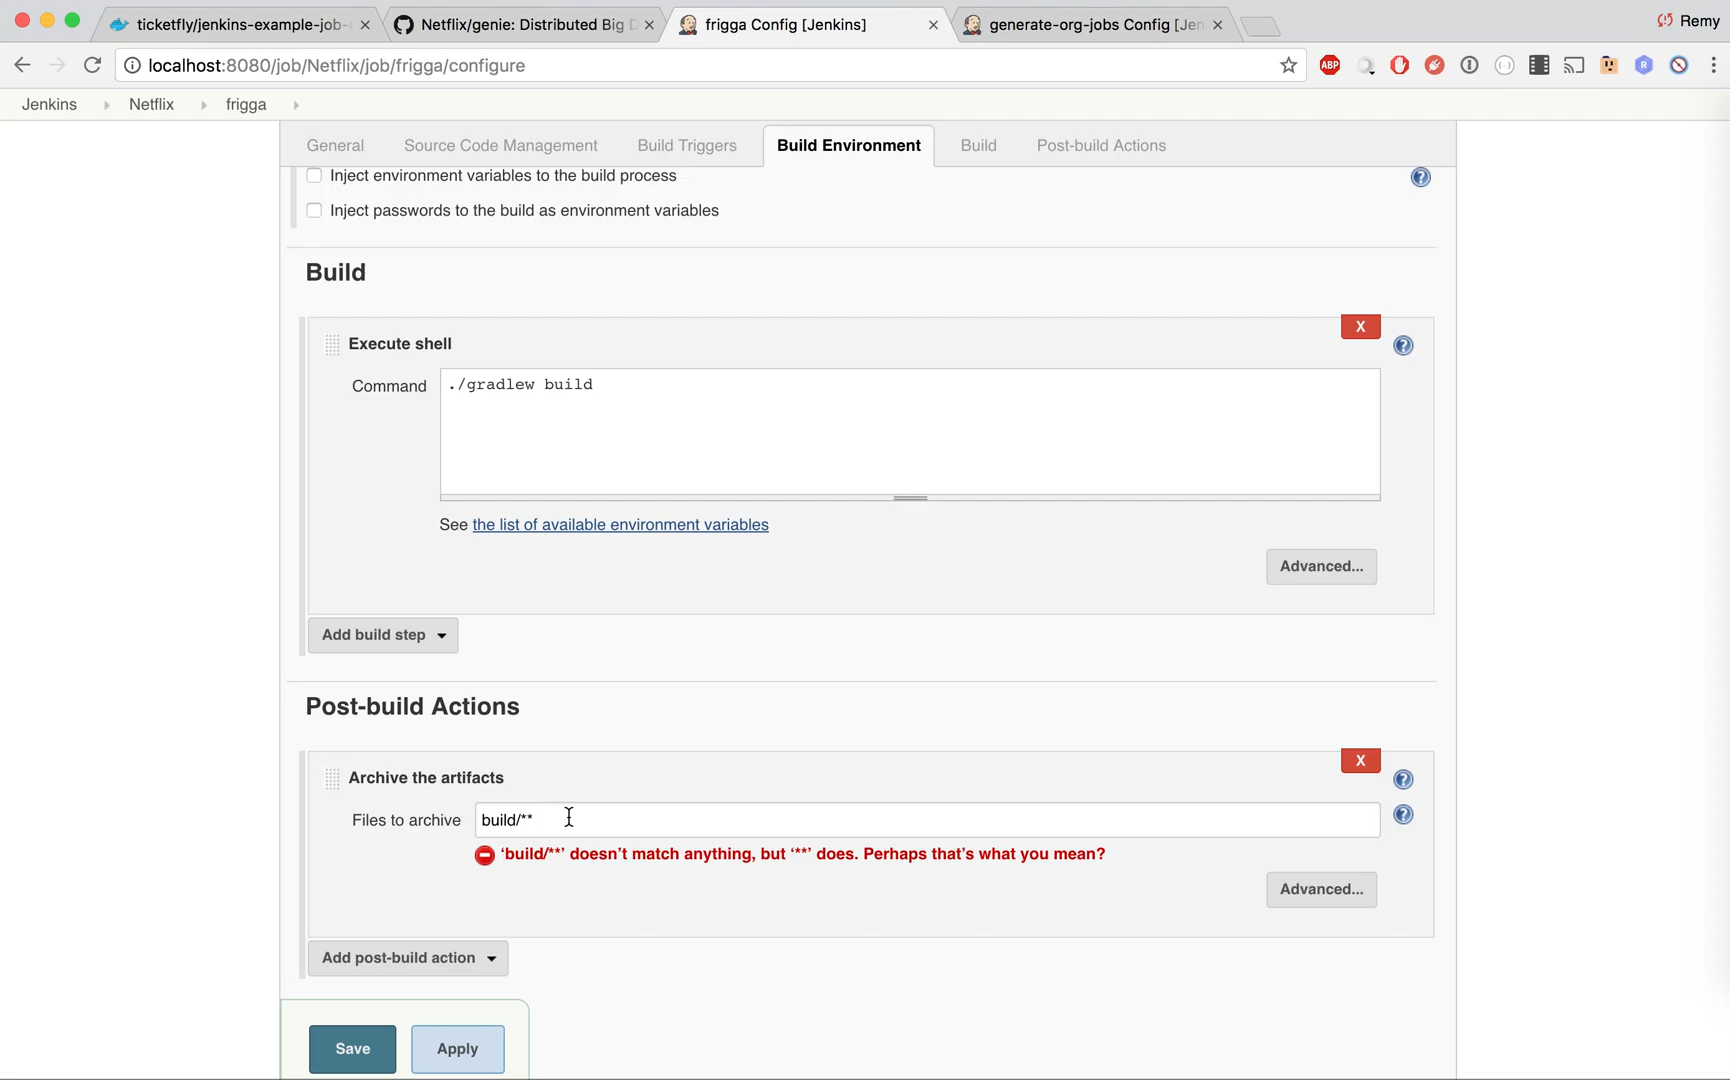 ticketfly/jenkins-example-job-
Netflix/genie: Distributed Big D
frigga Config [Jenkins]
generate-org-jobs Config [Jen
Remy
localhost:8080/job/Netflix/job/frigga/configure
ABP
R
Jenkins
Netflix
frigga
General
Source Code Management
Build Triggers
Build Environment
Build
Post-build Actions
Inject environment variables to the build process
Inject passwords to the build as environment variables
Build
X
Execute shell
Command
./gradlew build
See the list of available environment variables
Advanced...
Add build step
Post-build Actions
X
Archive the artifacts
Files to archive
build/**
‘build/**’ doesn’t match anything, but ‘**’ does. Perhaps that’s what you mean?
Advanced...
Add post-build action
Save
Apply